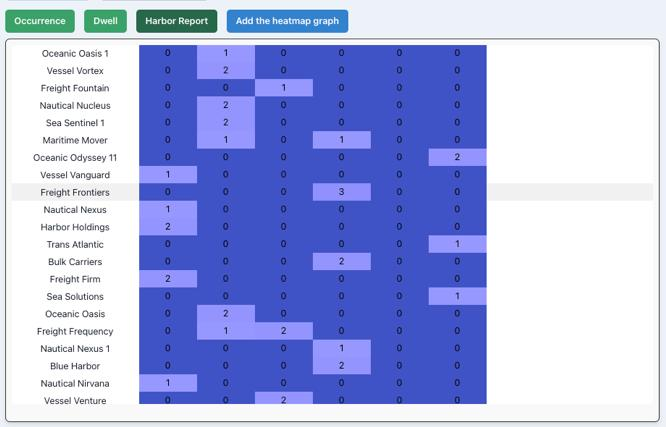 Occurrence Dwell Harbor Report Add the heatmap graph
Oceanic Oasis 1 0 1 0 0 0 0
Vessel Vortex 0 2 0 0 0 0
Freight Fountain 0 0 1 0 0 0
Nautical Nucleus 0 2 0 0 0 0
Sea Sentinel 1 0 2 0 0 0 0
Maritime Mover 0 1 0 1 0 0
Oceanic Odyssey 11 0 0 0 0 0 2
Vessel Vanguard 1 0 0 0 0 0
Freight Frontiers 0 0 0 3 0 0
Nautical Nexus 1 0 0 0 0 0
Harbor Holdings 2 0 0 0 0 0
Trans Atlantic 0 0 0 0 0 1
Bulk Carriers 0 0 0 2 0 0
Freight Firm 2 0 0 0 0 0
Sea Solutions 0 0 0 0 0 1
Oceanic Oasis 0 2 0 0 0 0
Freight Frequency 0 1 2 0 0 0
Nautical Nexus 1 0 0 0 1 0 0
Blue Harbor 0 0 0 2 0 0
Nautical Nirvana 1 0 0 0 0 0
Vessel Venture 0 0 2 0 0 0